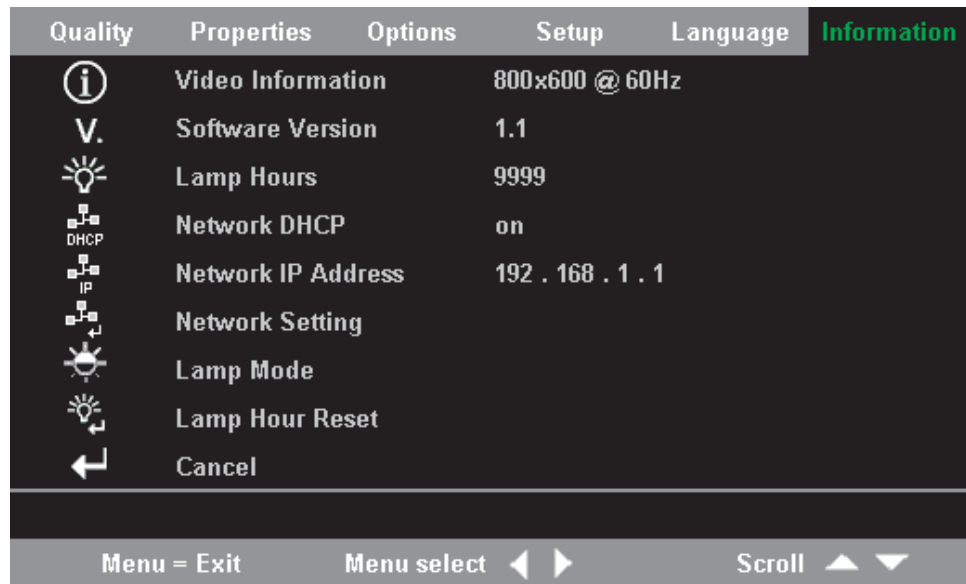 Quality Properties Options Setup Language Information
i Video Information 800x600 @ 60Hz
V. Software Version 1.1
Lamp Hours 9999
DHCP Network DHCP on
IP Network IP Address 192 . 168 . 1 . 1
Network Setting
Lamp Mode
Lamp Hour Reset
Cancel
Menu = Exit Menu select Scroll